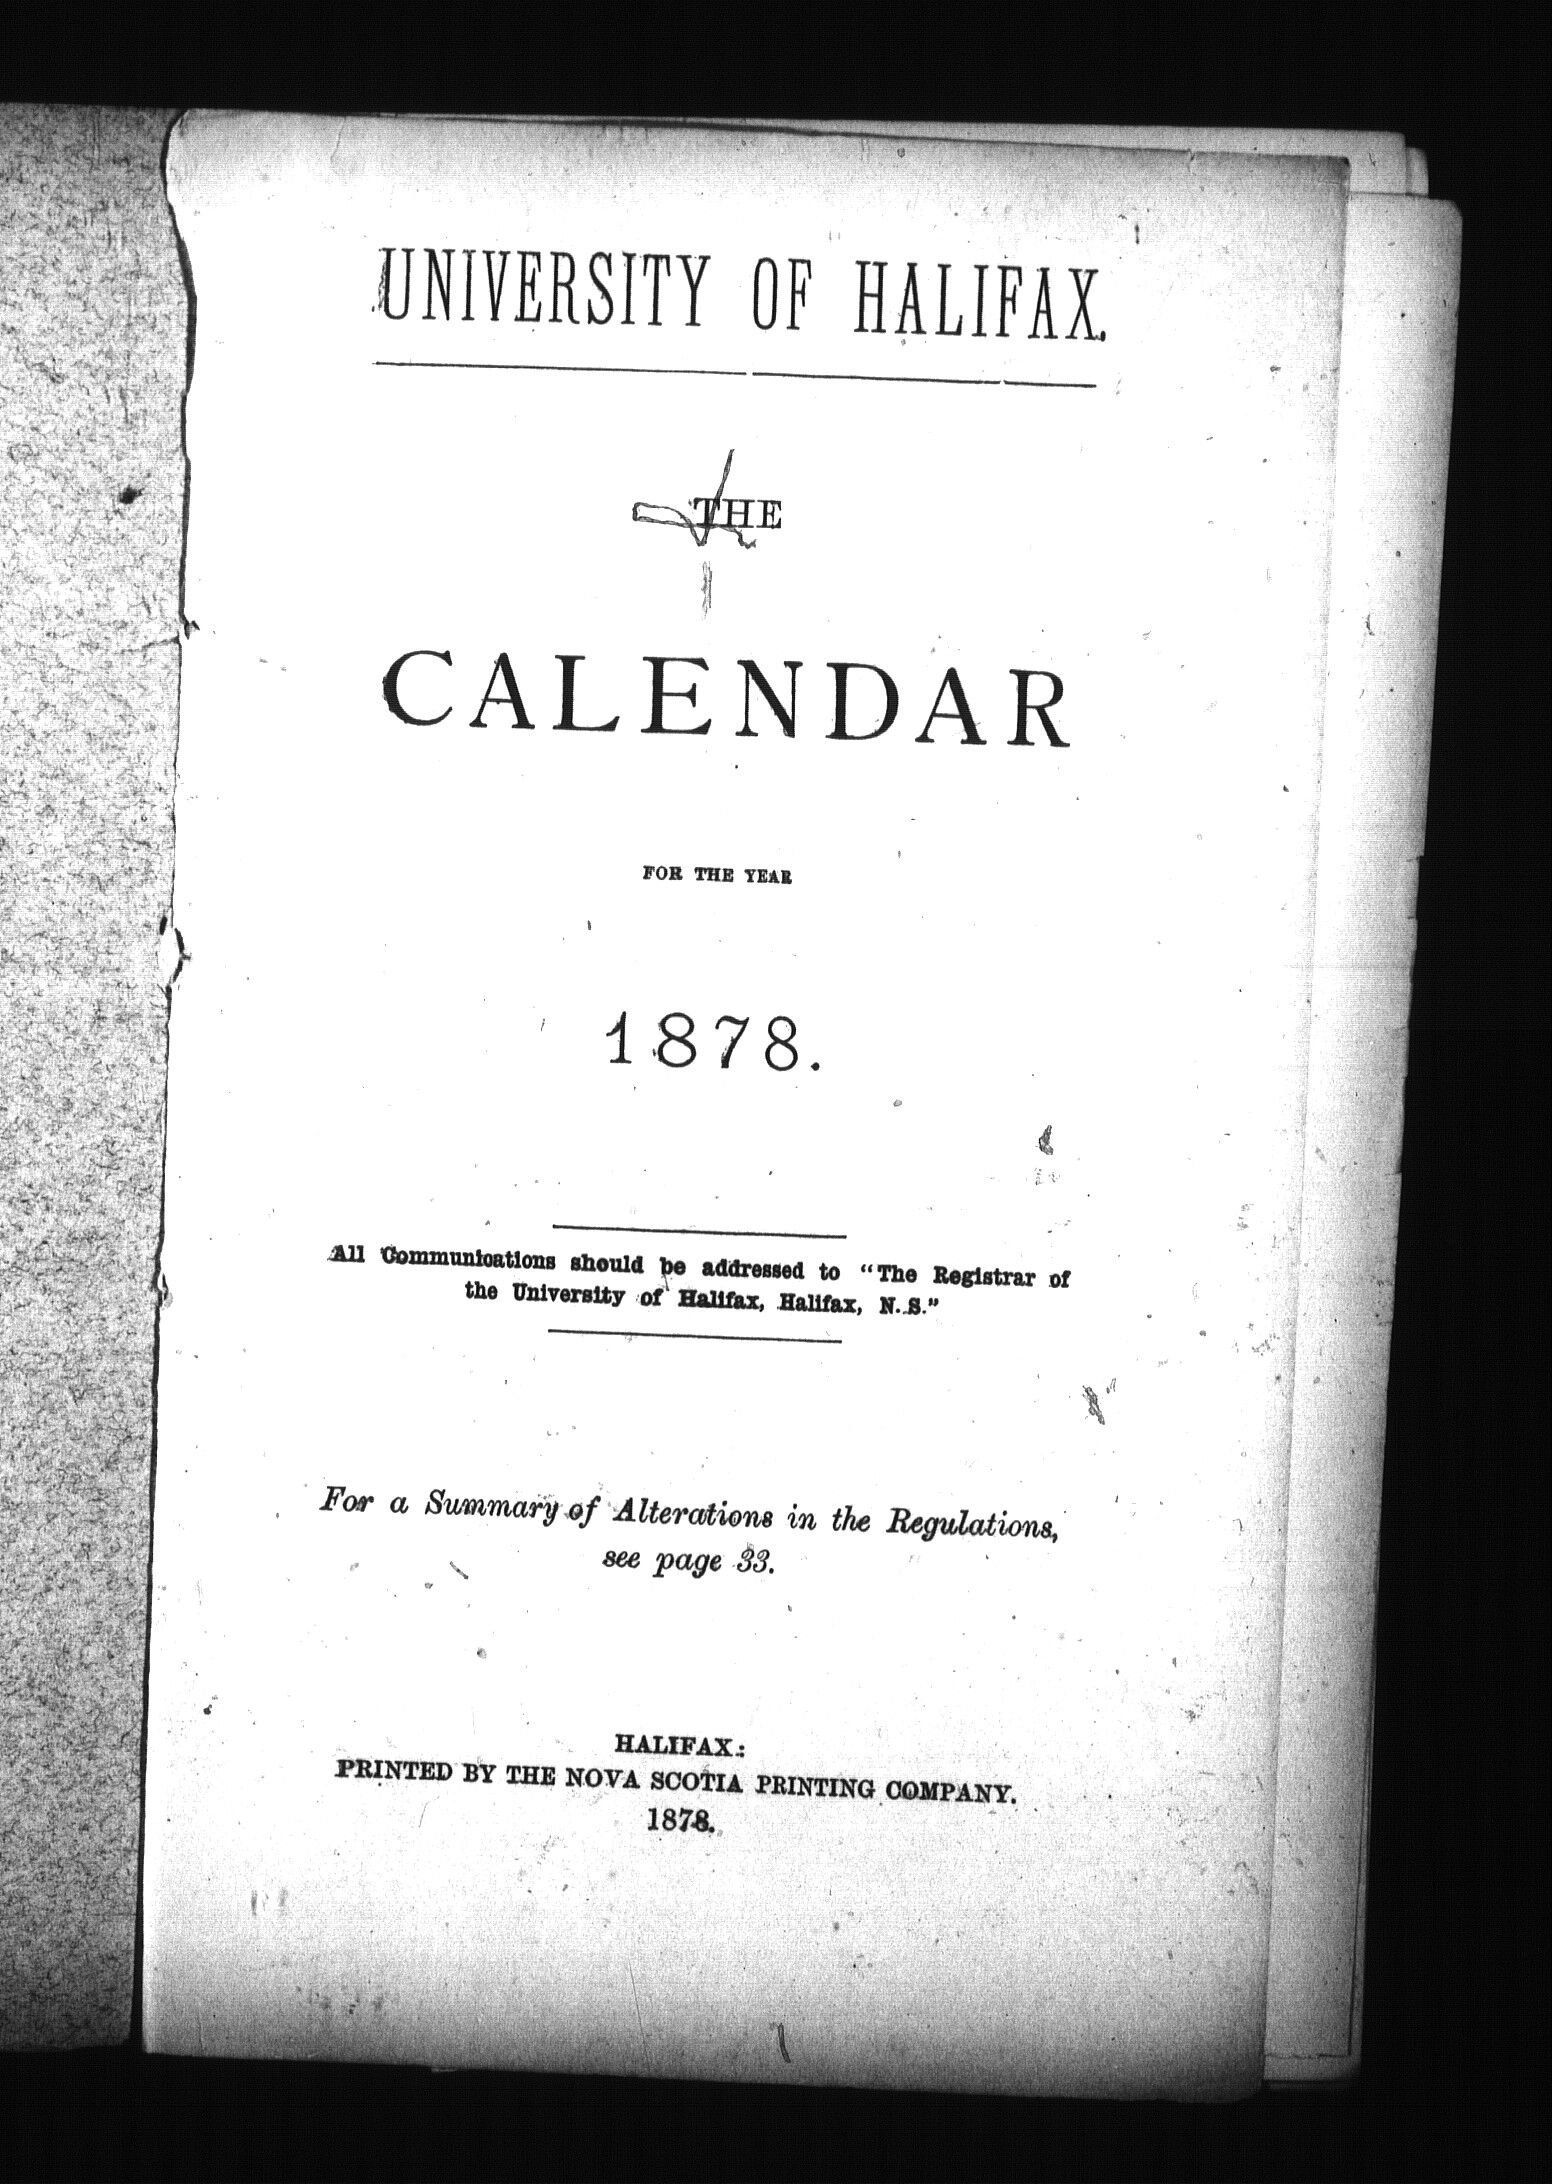 UNIVERSITY OF HALIFAX.
THE
CALENDAR
FOR THE YEAR
1878.
All Communications should be addressed to "The Registrar of
the University of Halifax, Halifax, N. S."
For a Summary of Alterations in the Regulations,
see page 33.
HALIFAX:
PRINTED BY THE NOVA SCOTIA PRINTING COMPANY.
1878.